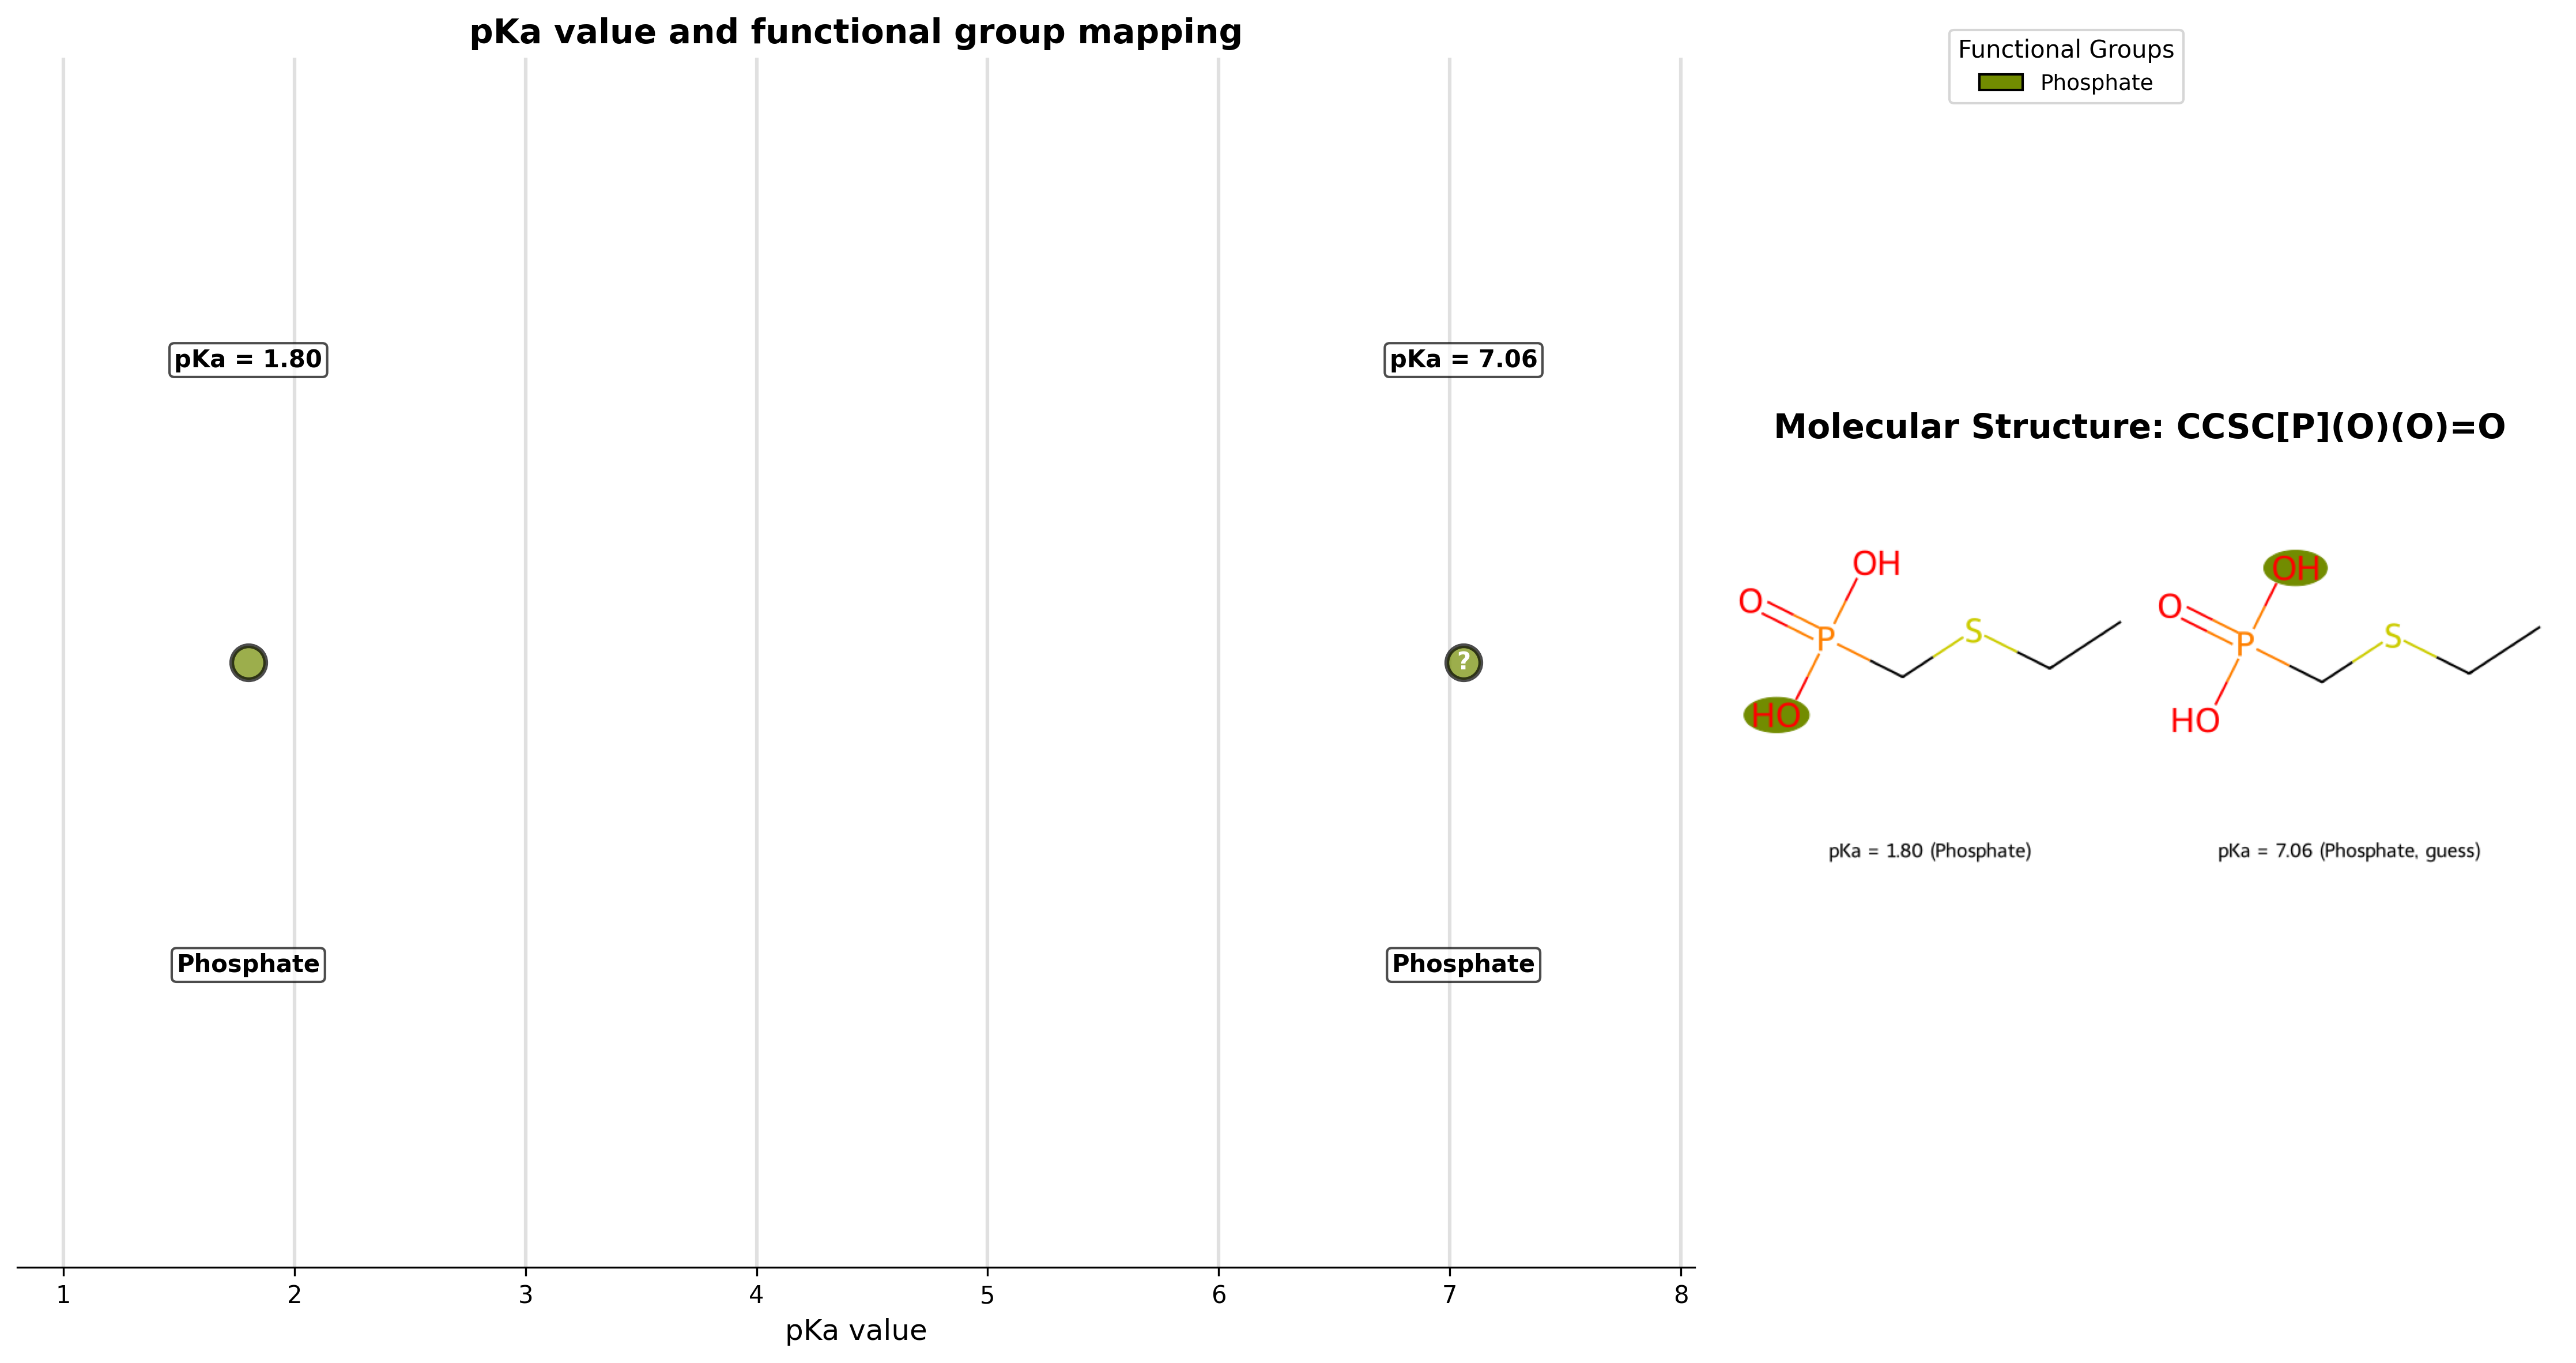 pKa value and functional group mapping
Functional Groups
Phosphate
pKa = 1.80
pKa = 7.06
?
Phosphate
Phosphate
1 2 3 4 5 6 7 8
pKa value
Molecular Structure: CCSC[P](O)(O)=O
OH
O
P
S
HO
OH
O
P
S
HO
pKa = 1.80 (Phosphate)
pKa = 7.06 (Phosphate, guess)